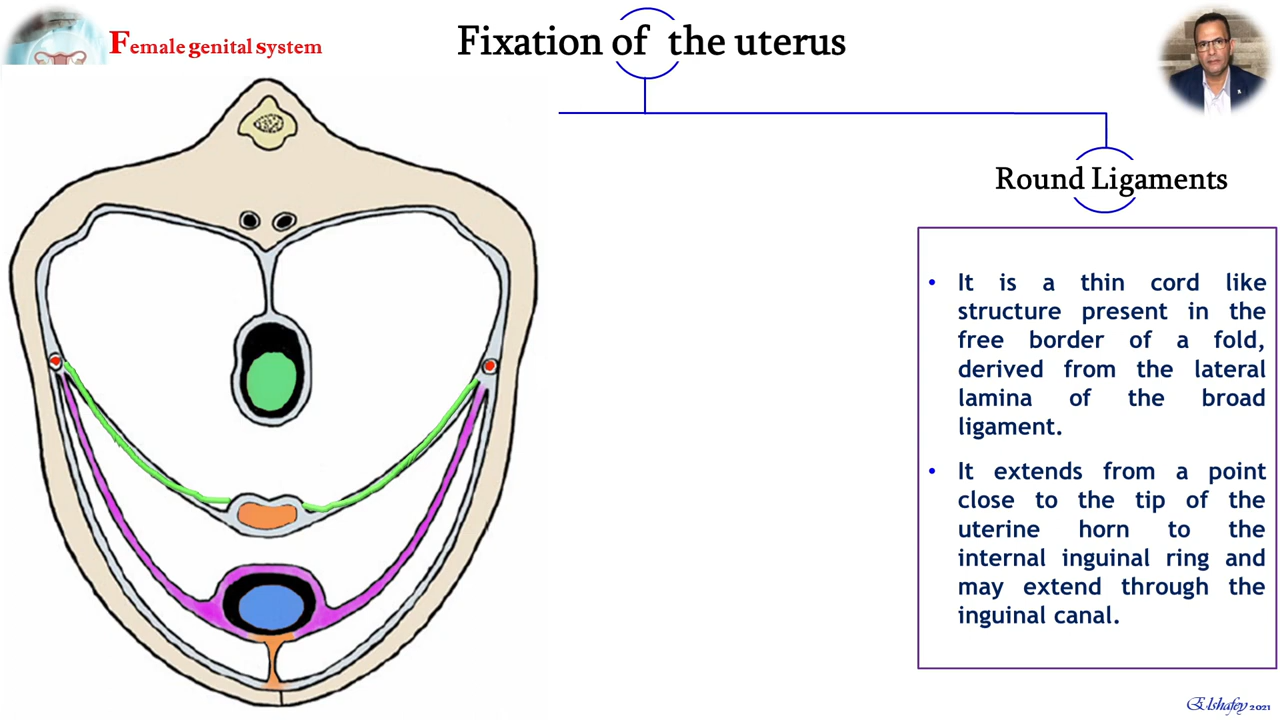 Female genital system
Fixation of the uterus
Round Ligaments
• It is a thin cord like
structure present in the
free border of a fold,
derived from the lateral
lamina of the broad
ligament.
• It extends from a point
close to the tip of the
uterine horn to the
internal inguinal ring and
may extend through the
inguinal canal.
Elshafey 2021